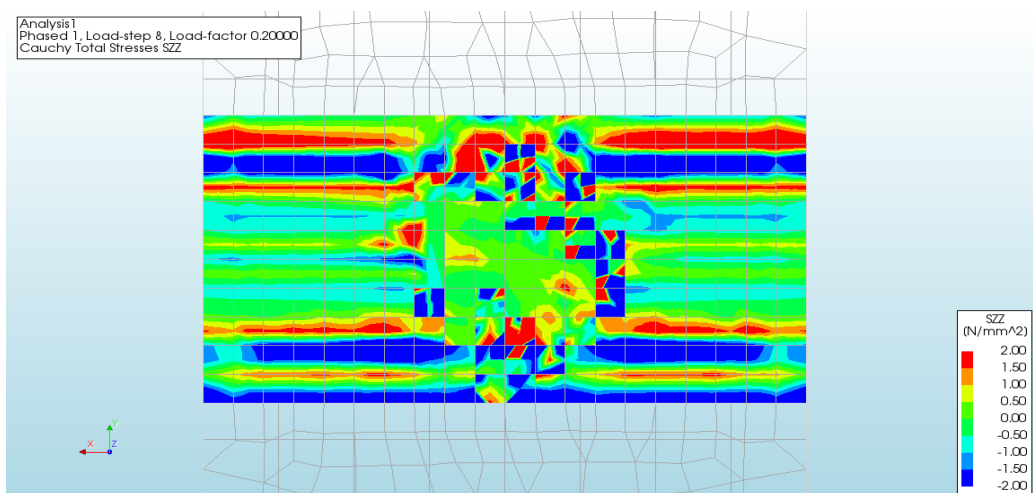 Analysis1
Phased 1, Load-step 8, Load-factor 0.20000
Cauchy Total Stresses SZZ
SZZ
(N/mm^2)
2.00
1.50
1.00
0.50
0.00
-0.50
-1.00
-1.50
-2.00
Y
X
Z